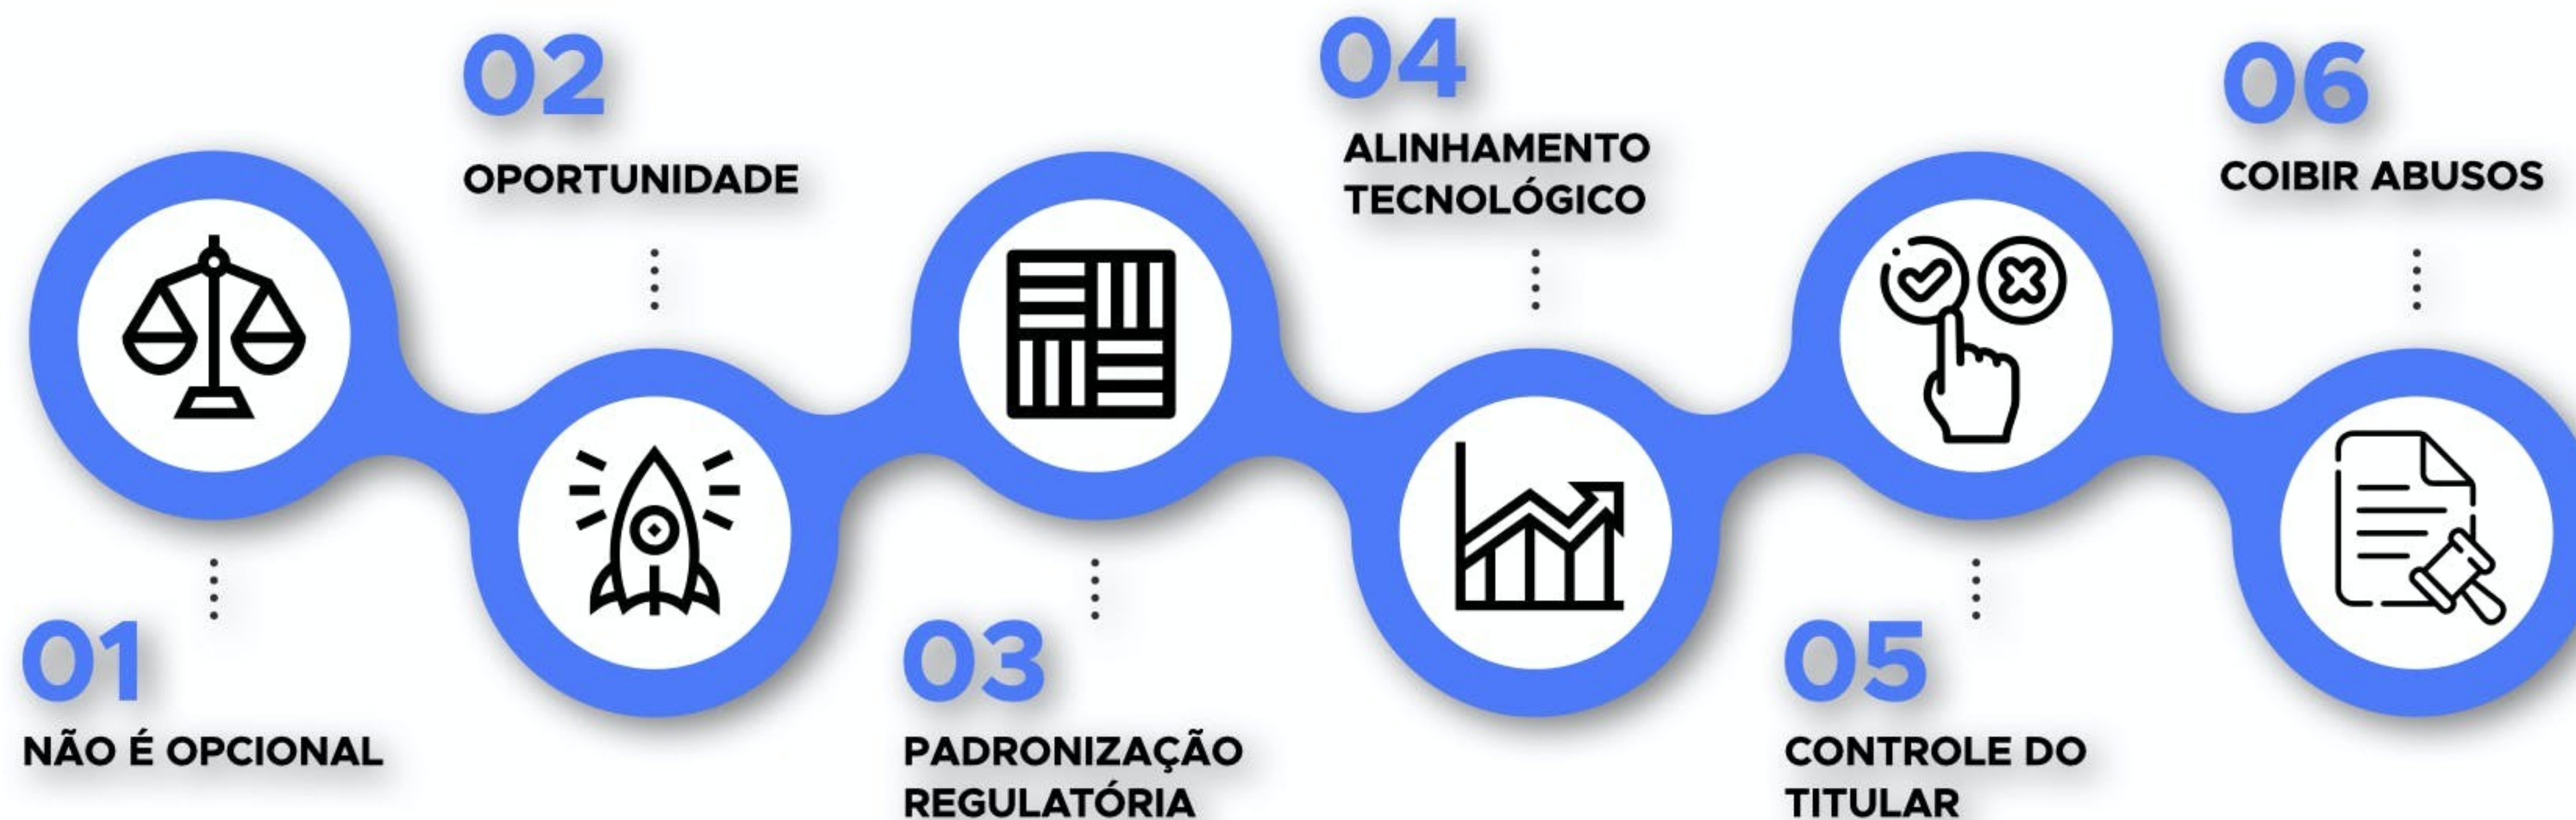 01
NÃO É OPCIONAL
02
OPORTUNIDADE
03
PADRONIZAÇÃO
REGULATÓRIA
04
ALINHAMENTO
TECNOLÓGICO
05
CONTROLE DO
TITULAR
06
COIBIR ABUSOS